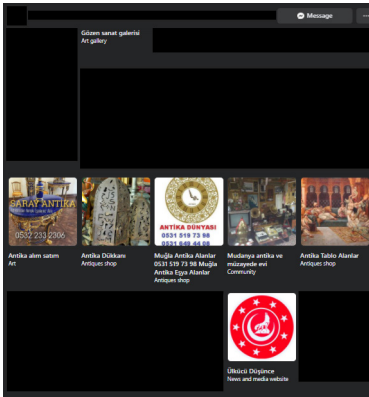 Message
Gözen sanat galerisi
Art gallery
SARAY ANTİKA
0532 233 2306
ANTİKA DÜNYASI
0531 519 73 98
0531 649 44 08
Antika alım satım
Art
Antika Dükkanı
Antiques shop
Muğla Antika Alanlar
0531 519 73 98 Muğla
Antika Eşya Alanlar
Antiques shop
Mudanya antika ve
müzayede evi
Community
Antika Tablo Alanlar
Antiques shop
Ülkücü Düşünce
News and media website